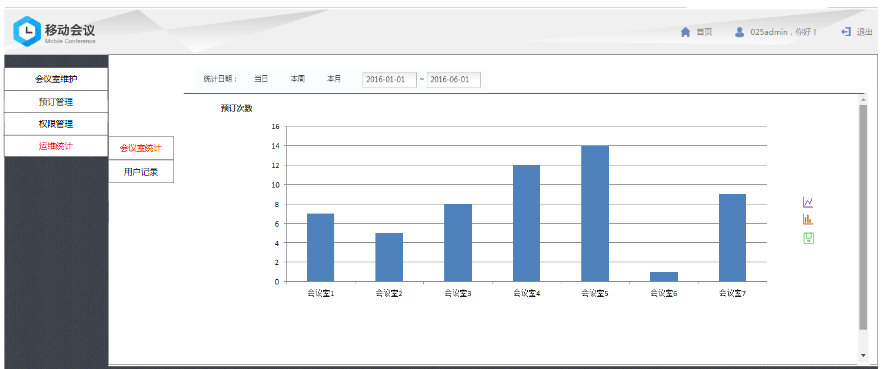 移动会议
Mobile Conference
首页
025admin，你好！
退出
会议室维护
预订管理
权限管理
运维统计
会议室统计
用户记录
统计日期： 当日 本周 本月 2016-01-01 ~ 2016-06-01
预订次数
16
14
12
10
8
6
4
2
0
会议室1 会议室2 会议室3 会议室4 会议室5 会议室6 会议室7